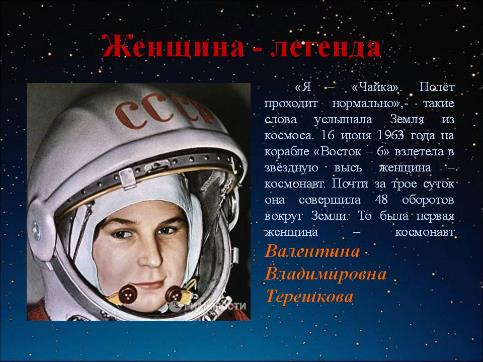 Женщина - легенда
СССР
«Я – «Чайка». Полёт
проходит нормально»,- такие
слова услышала Земля из
космоса. 16 июня 1963 года на
корабле «Восток – 6» взлетела в
звёздную высь женщина –
космонавт. Почти за трое суток
она совершила 48 оборотов
вокруг Земли. То была первая
женщина – космонавт
Валентина
Владимировна
Терешкова